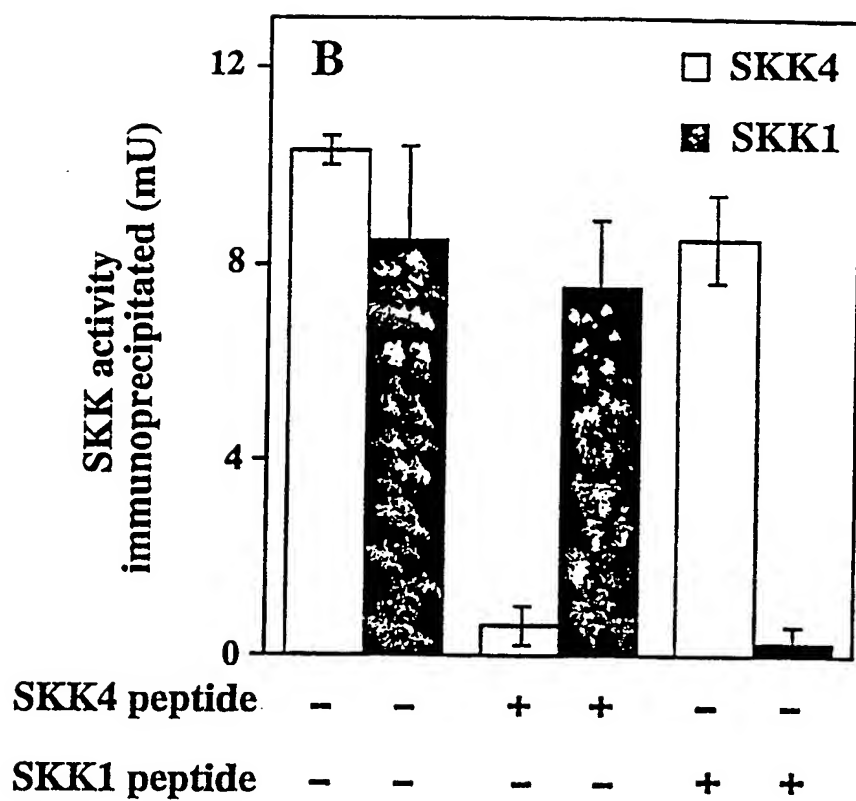 B
SKK4
SKK1
12
8
4
0
SKK activity
immunoprecipitated (mU)
SKK4 peptide - - + + - -
SKK1 peptide - - - - + +